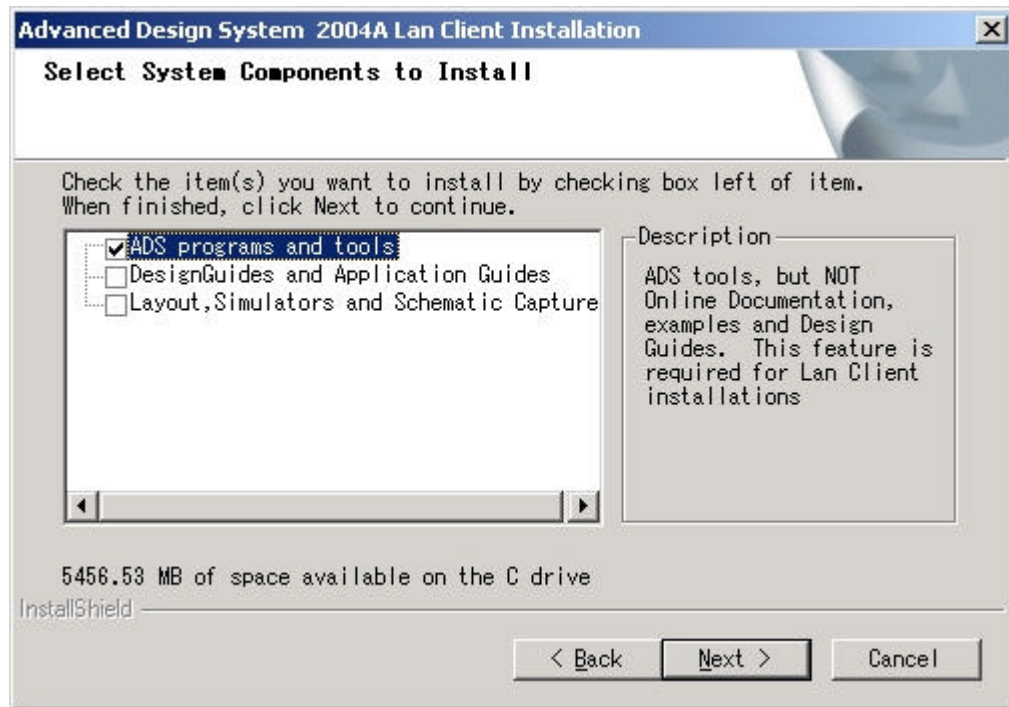 Advanced Design System 2004A Lan Client Installation
Select System Components to Install
Check the item(s) you want to install by checking box left of item.
When finished, click Next to continue.
ADS programs and tools
DesignGuides and Application Guides
Layout,Simulators and Schematic Capture
Description
ADS tools, but NOT
Online Documentation,
examples and Design
Guides. This feature is
required for Lan Client
installations
5456.53 MB of space available on the C drive
InstallShield
< Back
Next >
Cancel